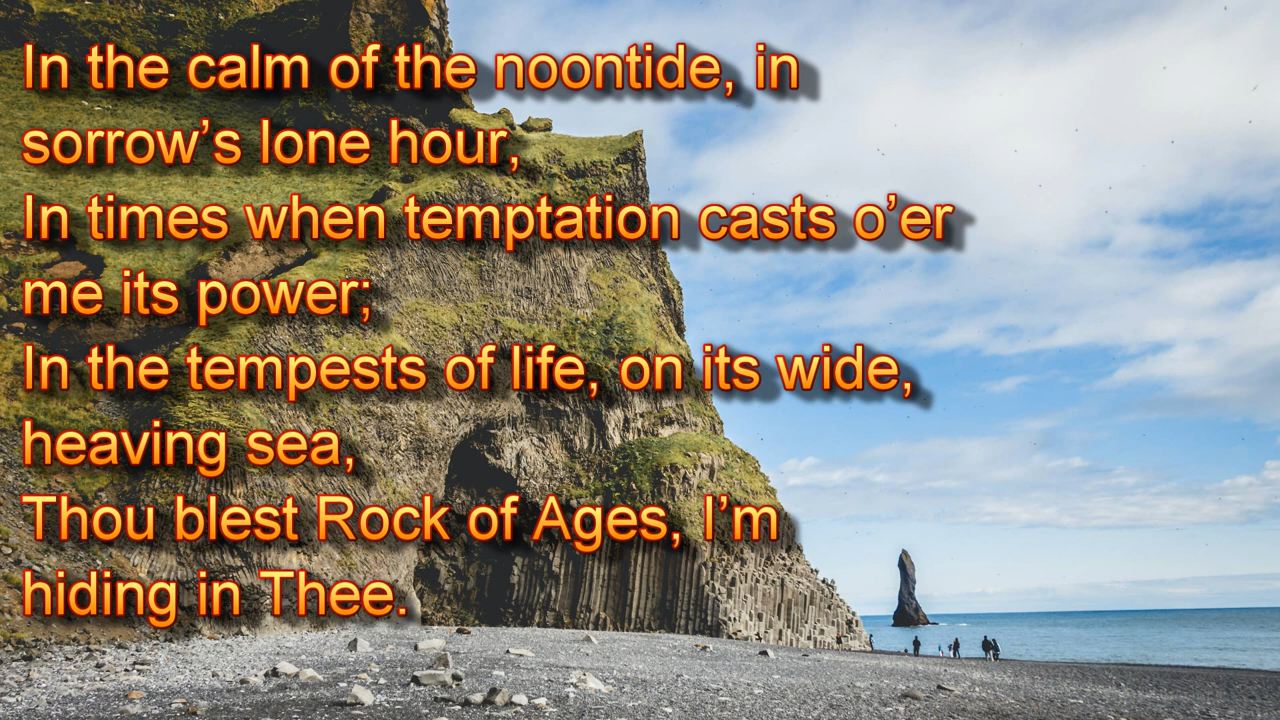 In the calm of the noontide, in
sorrow’s lone hour,
In times when temptation casts o’er
me its power;
In the tempests of life, on its wide,
heaving sea,
Thou blest Rock of Ages, I’m
hiding in Thee.